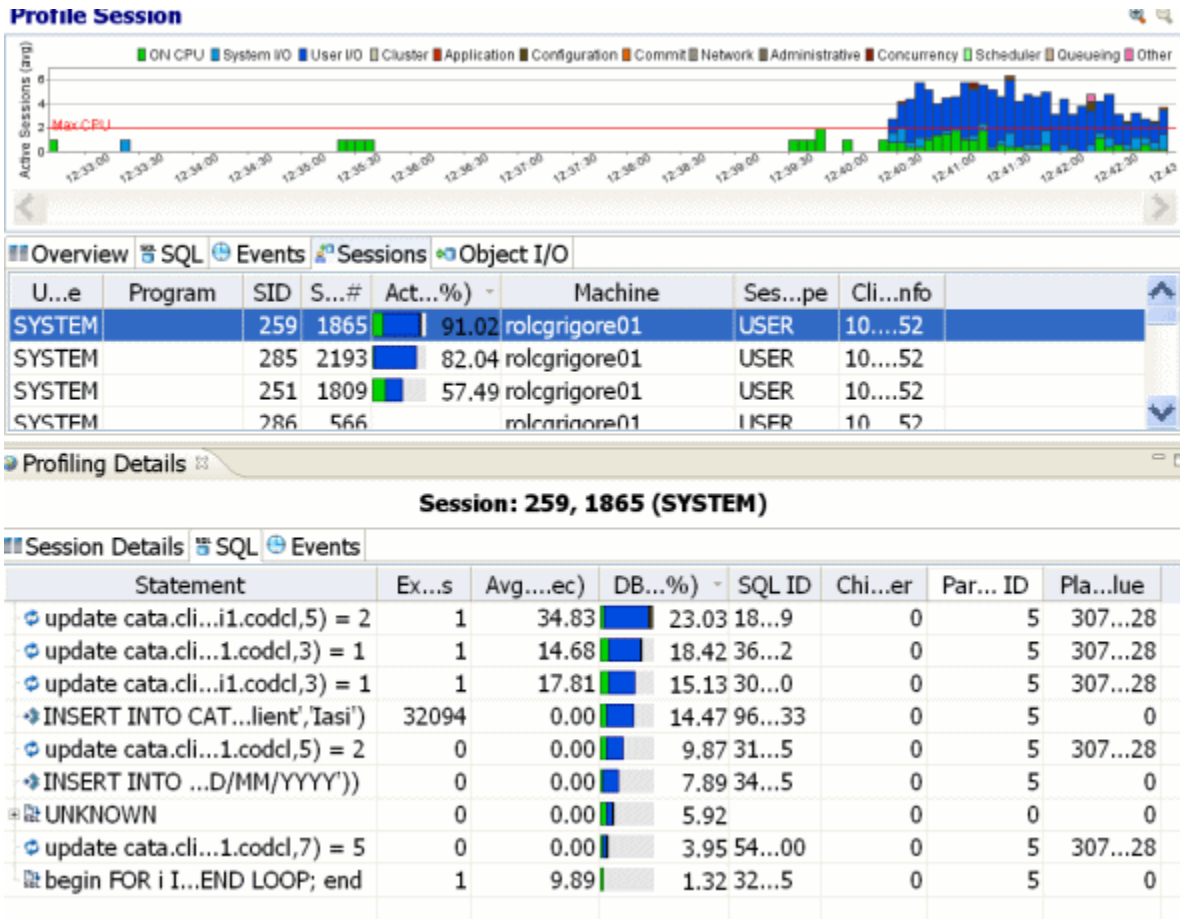 Profile Session
ON CPU System I/O User I/O Cluster Application Configuration Commit Network Administrative Concurrency Scheduler Queueing Other
Active Sessions (avg)
6
4
2
0
Max CPU
12:33:00 12:33:30 12:34:00 12:34:30 12:35:00 12:35:30 12:36:00 12:36:30 12:37:00 12:37:30 12:38:00 12:38:30 12:39:00 12:39:30 12:40:00 12:40:30 12:41:00 12:41:30 12:42:00 12:42:30 12:43
Overview SQL Events Sessions Object I/O
U...e Program SID S...# Act...%) Machine Ses...pe Cli...nfo
SYSTEM 259 1865 91.02 rolcgrigore01 USER 10....52
SYSTEM 285 2193 82.04 rolcgrigore01 USER 10....52
SYSTEM 251 1809 57.49 rolcgrigore01 USER 10....52
SYSTEM 286 566 rolcgrigore01 USER 10....52
Profiling Details
Session: 259, 1865 (SYSTEM)
Session Details SQL Events
Statement Ex...s Avg....ec) DB...%) SQL ID Chi...er Par... ID Pla...lue
update cata.cli...i1.codcl,5) = 2 1 34.83 23.03 18...9 0 5 307...28
update cata.cli...1.codcl,3) = 1 1 14.68 18.42 36...2 0 5 307...28
update cata.cli...i1.codcl,3) = 1 1 17.81 15.13 30...0 0 5 307...28
INSERT INTO CAT...lient','Iasi') 32094 0.00 14.47 96...33 0 5 0
update cata.cli...1.codcl,5) = 2 0 0.00 9.87 31...5 0 5 307...28
INSERT INTO ...D/MM/YYYY')) 0 0.00 7.89 34...5 0 5 0
UNKNOWN 0 0.00 5.92 0 0 0
update cata.cli...1.codcl,7) = 5 0 0.00 3.95 54...00 0 5 307...28
begin FOR i I...END LOOP; end 1 9.89 1.32 32...5 0 5 0